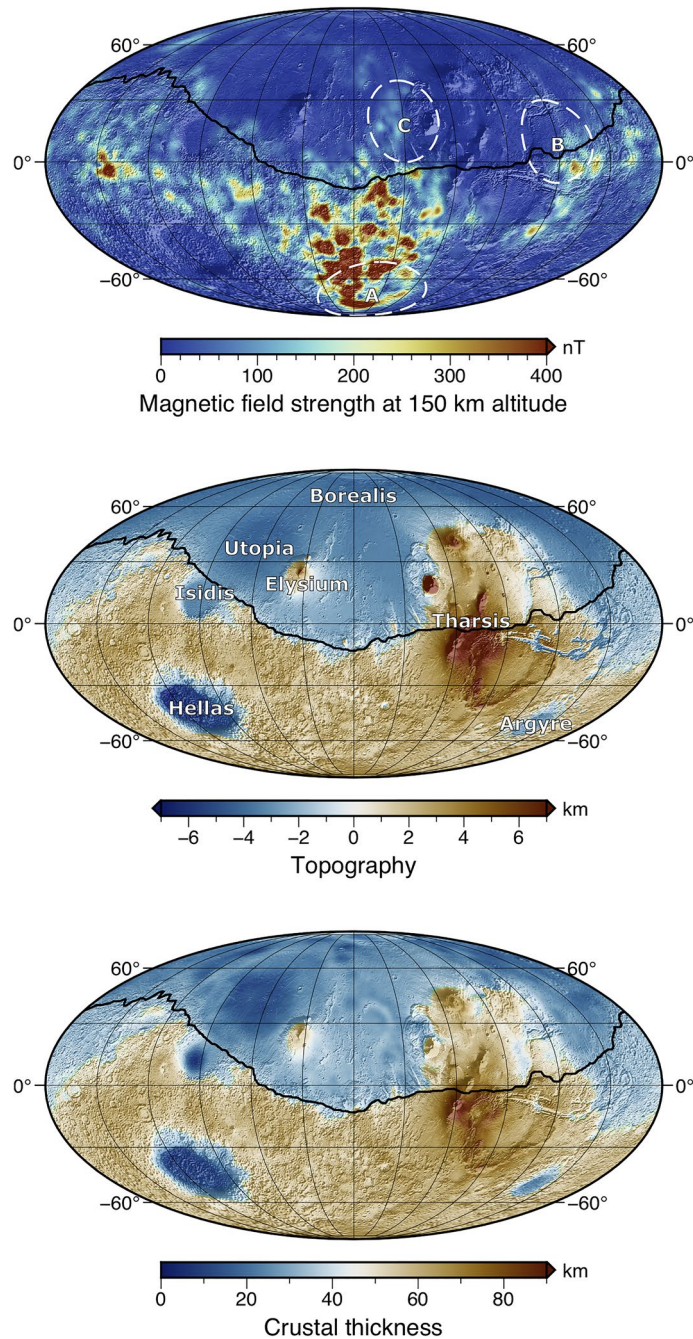 60° 60°
C
B
0° 0°
−60° −60°
A
nT
0 100 200 300 400
Magnetic field strength at 150 km altitude
Borealis
60° 60°
Utopia
Elysium
Isidis
Tharsis
0° 0°
Hellas
Argyre
−60° −60°
km
−6 −4 −2 0 2 4 6
Topography
60° 60°
0° 0°
−60° −60°
km
0 20 40 60 80
Crustal thickness